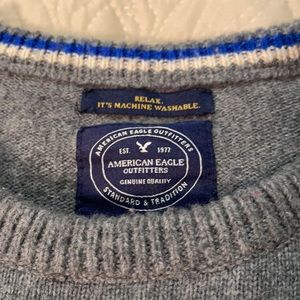 RELAX.
IT'S MACHINE WASHABLE.
AMERICAN EAGLE OUTFITTERS
EST. 1977
AMERICAN EAGLE
OUTFITTERS
GENUINE QUALITY
STANDARD & TRADITION